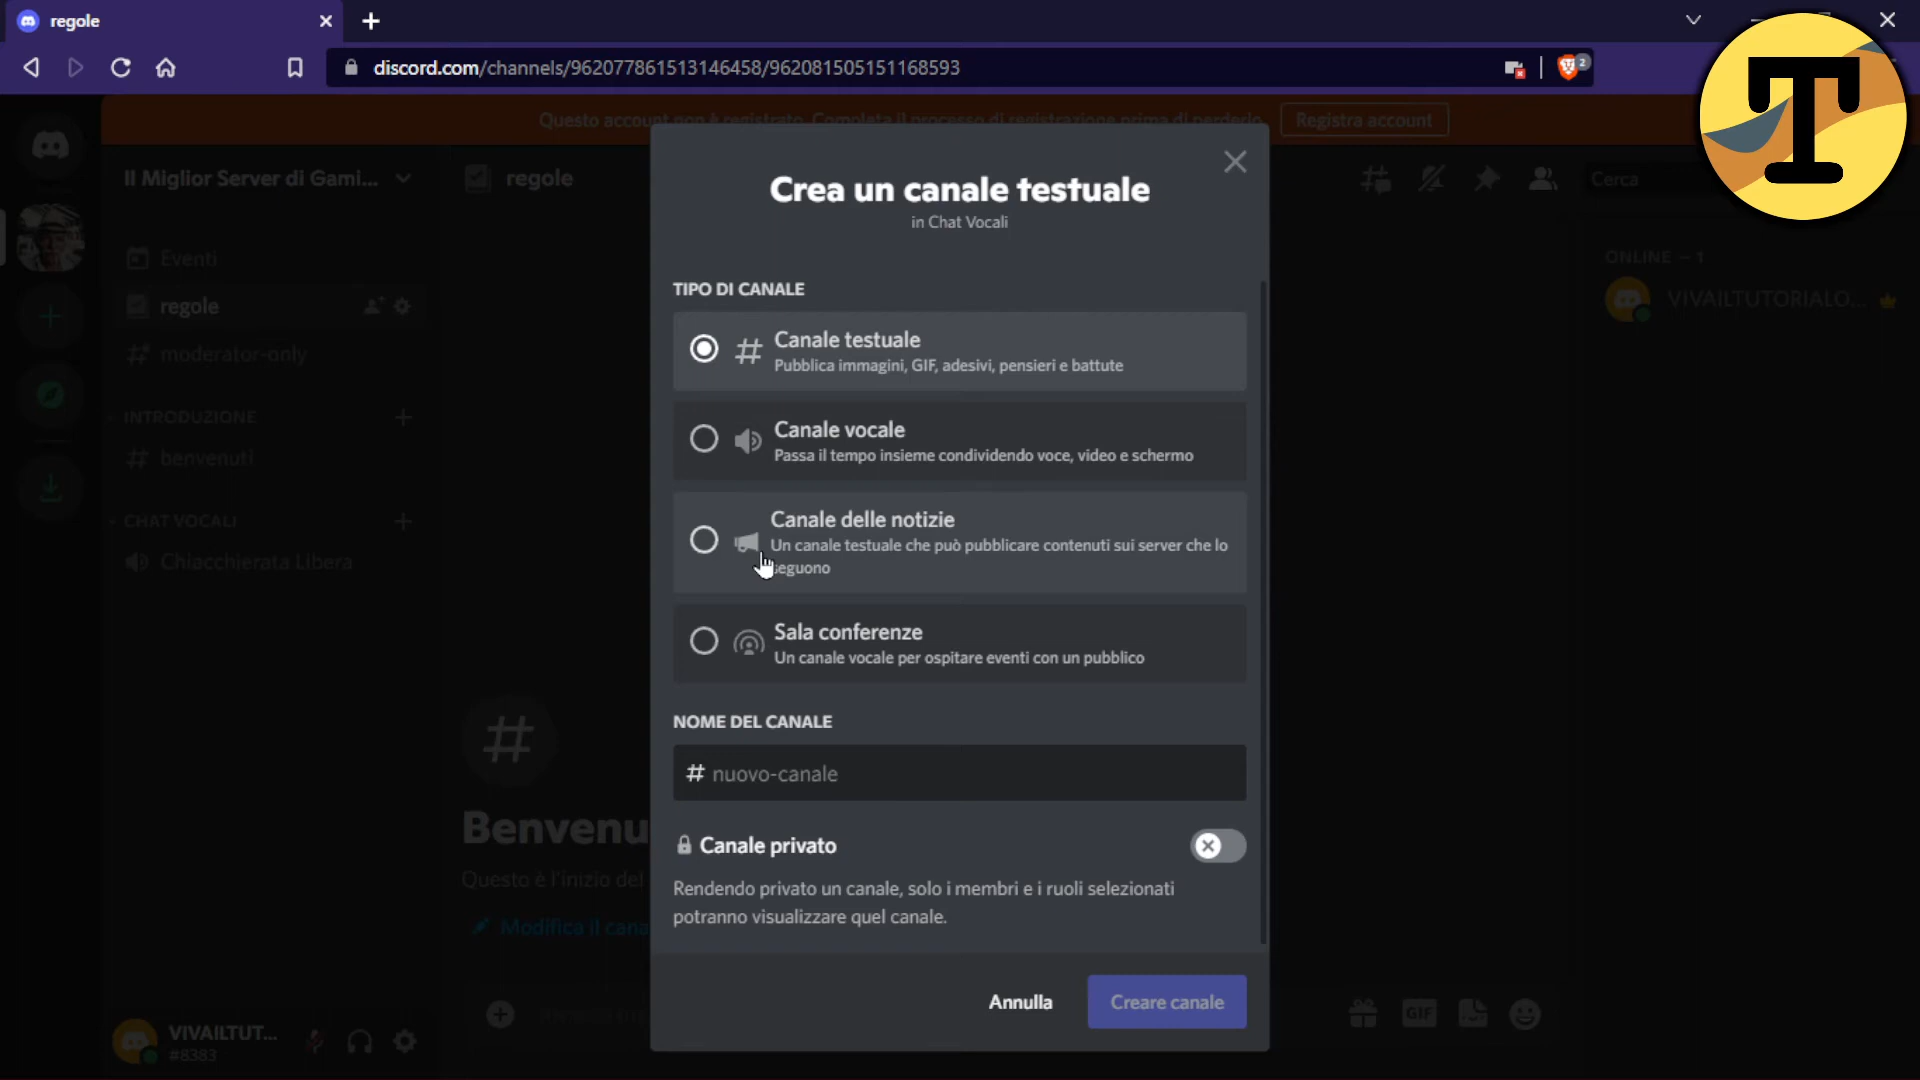 regole
discord.com/channels/962077861513146458/962081505151168593
2
T
Questo account non è registrato. Completa il processo di registrazione prima di perderlo.
Registra account
Il Miglior Server di Gami...
regole
Cerca
Crea un canale testuale
in Chat Vocali
Eventi
regole
moderator-only
INTRODUZIONE
benvenuti
CHAT VOCALI
Chiacchierata Libera
ONLINE – 1
VIVAILTUTORIALO...
TIPO DI CANALE
Canale testuale
Pubblica immagini, GIF, adesivi, pensieri e battute
Canale vocale
Passa il tempo insieme condividendo voce, video e schermo
Canale delle notizie
Un canale testuale che può pubblicare contenuti sui server che lo
seguono
Sala conferenze
Un canale vocale per ospitare eventi con un pubblico
NOME DEL CANALE
# nuovo-canale
Canale privato
Rendendo privato un canale, solo i membri e i ruoli selezionati
potranno visualizzare quel canale.
Annulla
Creare canale
Benvenu
Questo è l'inizio del
Modifica il cana
VIVAILTUT...
#8383
GIF